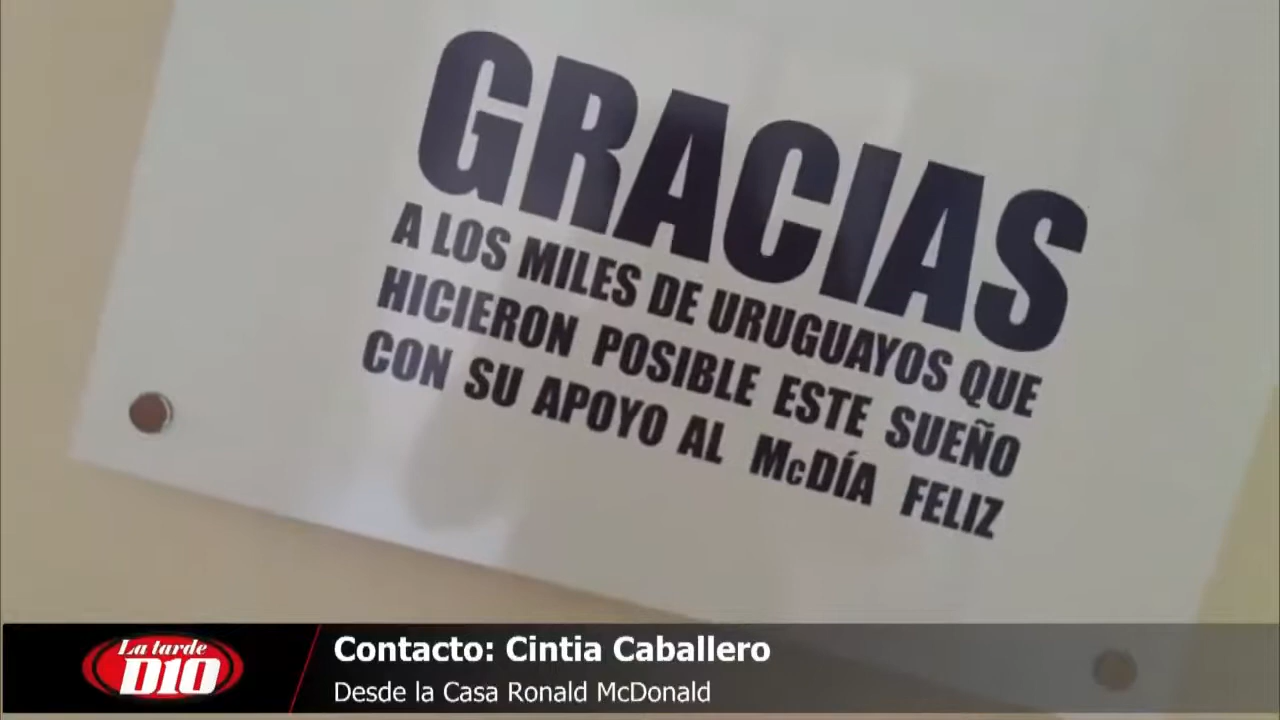 GRACIAS
A LOS MILES DE URUGUAYOS QUE
HICIERON POSIBLE ESTE SUEÑO
CON SU APOYO AL McDÍA FELIZ
La tarde
D10
Contacto: Cintia Caballero
Desde la Casa Ronald McDonald